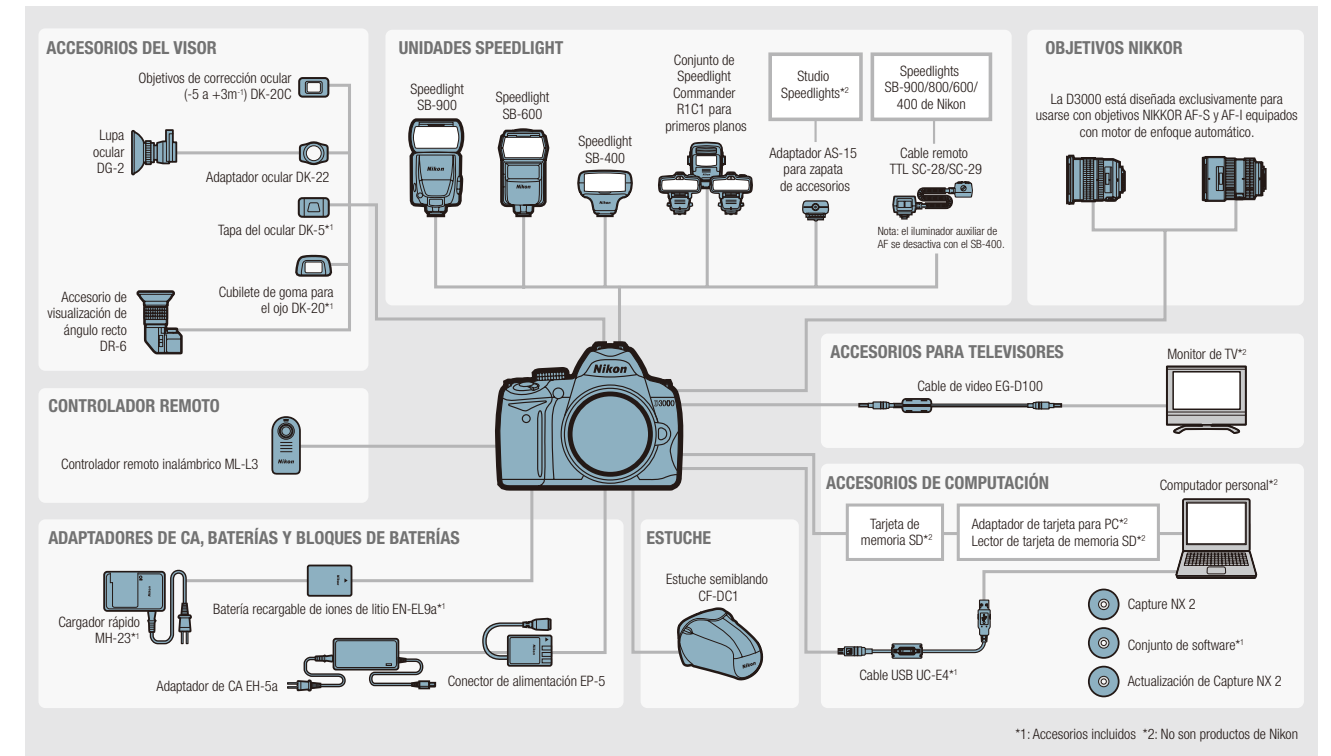 ACCESORIOS DEL VISOR
Objetivos de corrección ocular
(-5 a +3m⁻¹) DK-20C
Lupa
ocular
DG-2
Adaptador ocular DK-22
Tapa del ocular DK-5*1
Cubilete de goma para
el ojo DK-20*1
Accesorio de
visualización de
ángulo recto
DR-6
UNIDADES SPEEDLIGHT
Speedlight
SB-900
Nikon
Speedlight
SB-600
Nikon
Speedlight
SB-400
Nikon
Conjunto de
Speedlight
Commander
R1C1 para
primeros planos
Studio
Speedlights*2
Adaptador AS-15
para zapata
de accesorios
Speedlights
SB-900/800/600/
400 de Nikon
Cable remoto
TTL SC-28/SC-29
Nota: el iluminador auxiliar de
AF se desactiva con el SB-400.
OBJETIVOS NIKKOR
La D3000 está diseñada exclusivamente para
usarse con objetivos NIKKOR AF-S y AF-I equipados
con motor de enfoque automático.
Nikon
D3000
CONTROLADOR REMOTO
Controlador remoto inalámbrico ML-L3
Nikon
ACCESORIOS PARA TELEVISORES
Monitor de TV*2
Cable de video EG-D100
ADAPTADORES DE CA, BATERÍAS Y BLOQUES DE BATERÍAS
Cargador rápido
MH-23*1
Batería recargable de iones de litio EN-EL9a*1
Adaptador de CA EH-5a
Conector de alimentación EP-5
ESTUCHE
Estuche semiblando
CF-DC1
Nikon
ACCESORIOS DE COMPUTACIÓN
Computador personal*2
Tarjeta de
memoria SD*2
Adaptador de tarjeta para PC*2
Lector de tarjeta de memoria SD*2
Cable USB UC-E4*1
Capture NX 2
Conjunto de software*1
Actualización de Capture NX 2
*1: Accesorios incluidos *2: No son productos de Nikon